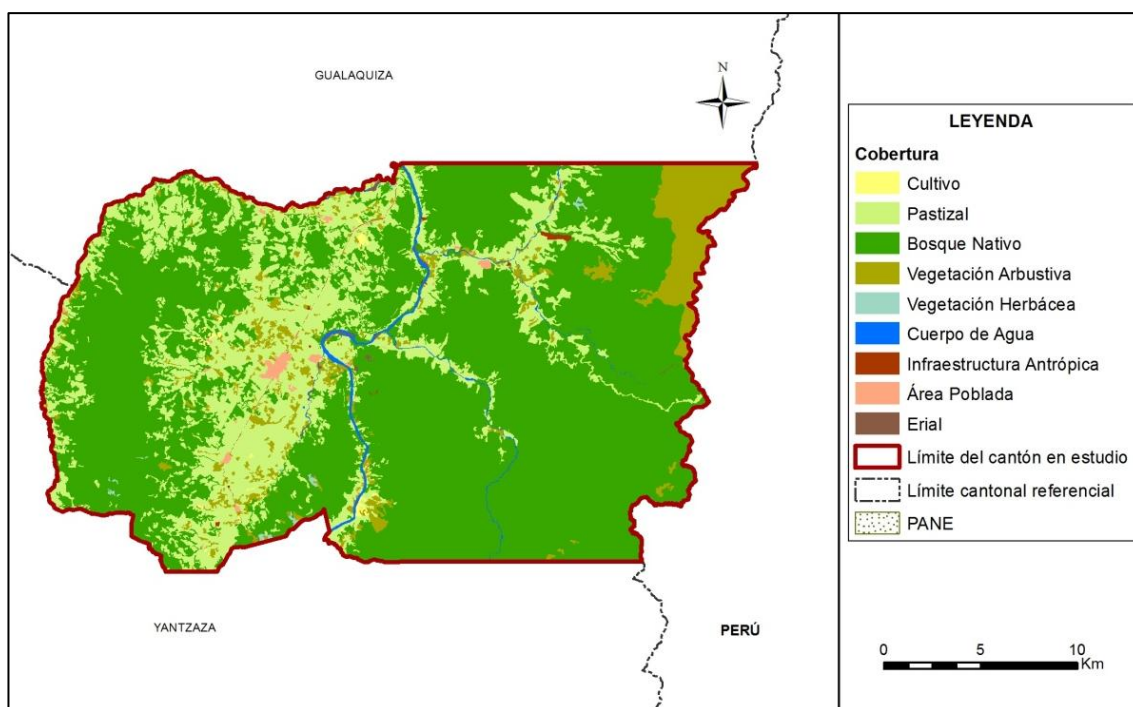 GUALAQUIZA
N
YANTZAZA
PERÚ
LEYENDA
Cobertura
Cultivo
Pastizal
Bosque Nativo
Vegetación Arbustiva
Vegetación Herbácea
Cuerpo de Agua
Infraestructura Antrópica
Área Poblada
Erial
Límite del cantón en estudio
Límite cantonal referencial
PANE
0 5 10
Km